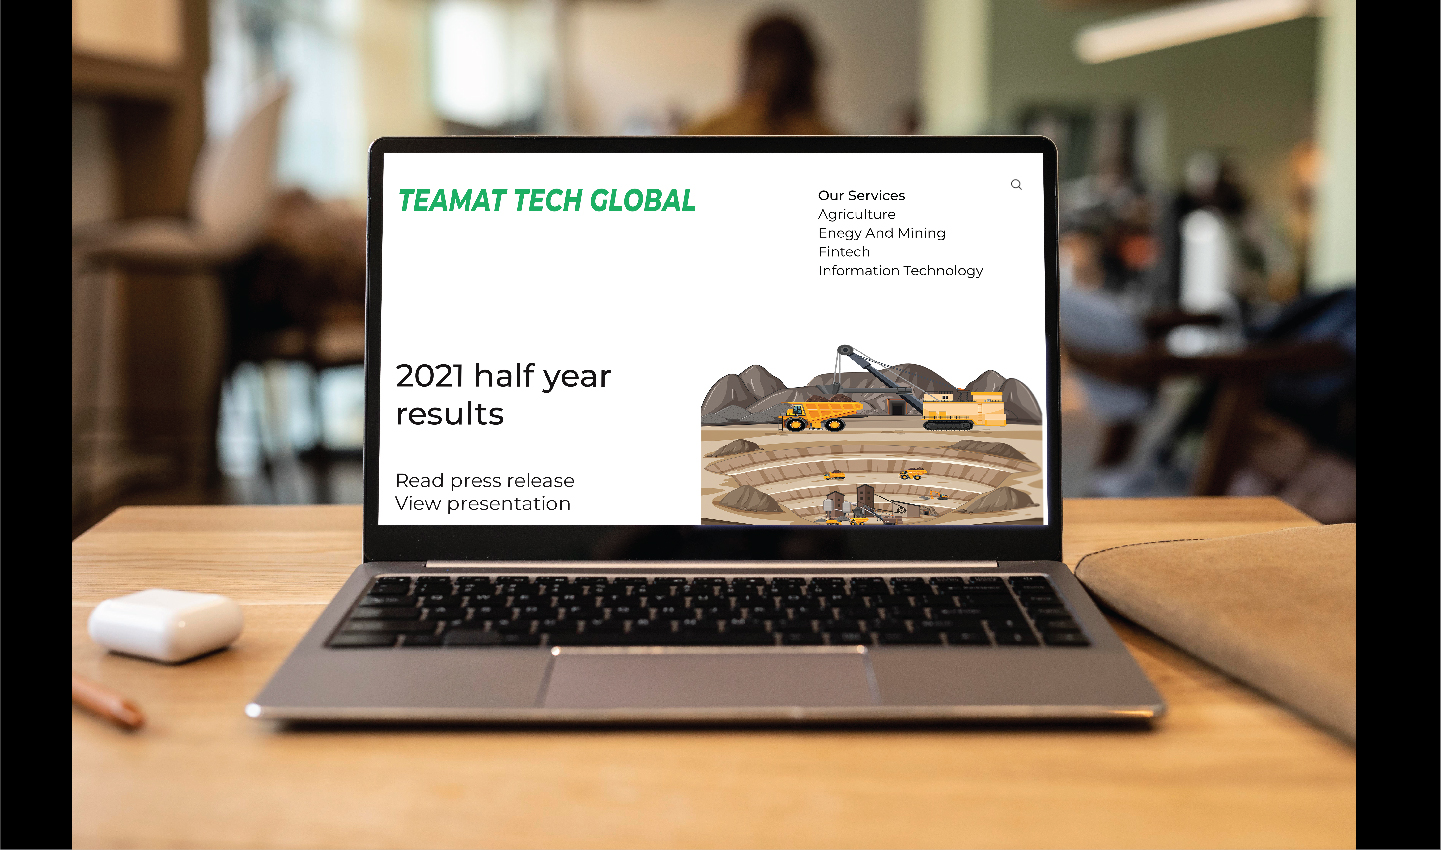 TEAMAT TECH GLOBAL
Our Services
Agriculture
Enegy And Mining
Fintech
Information Technology
2021 half year
results
Read press release
View presentation